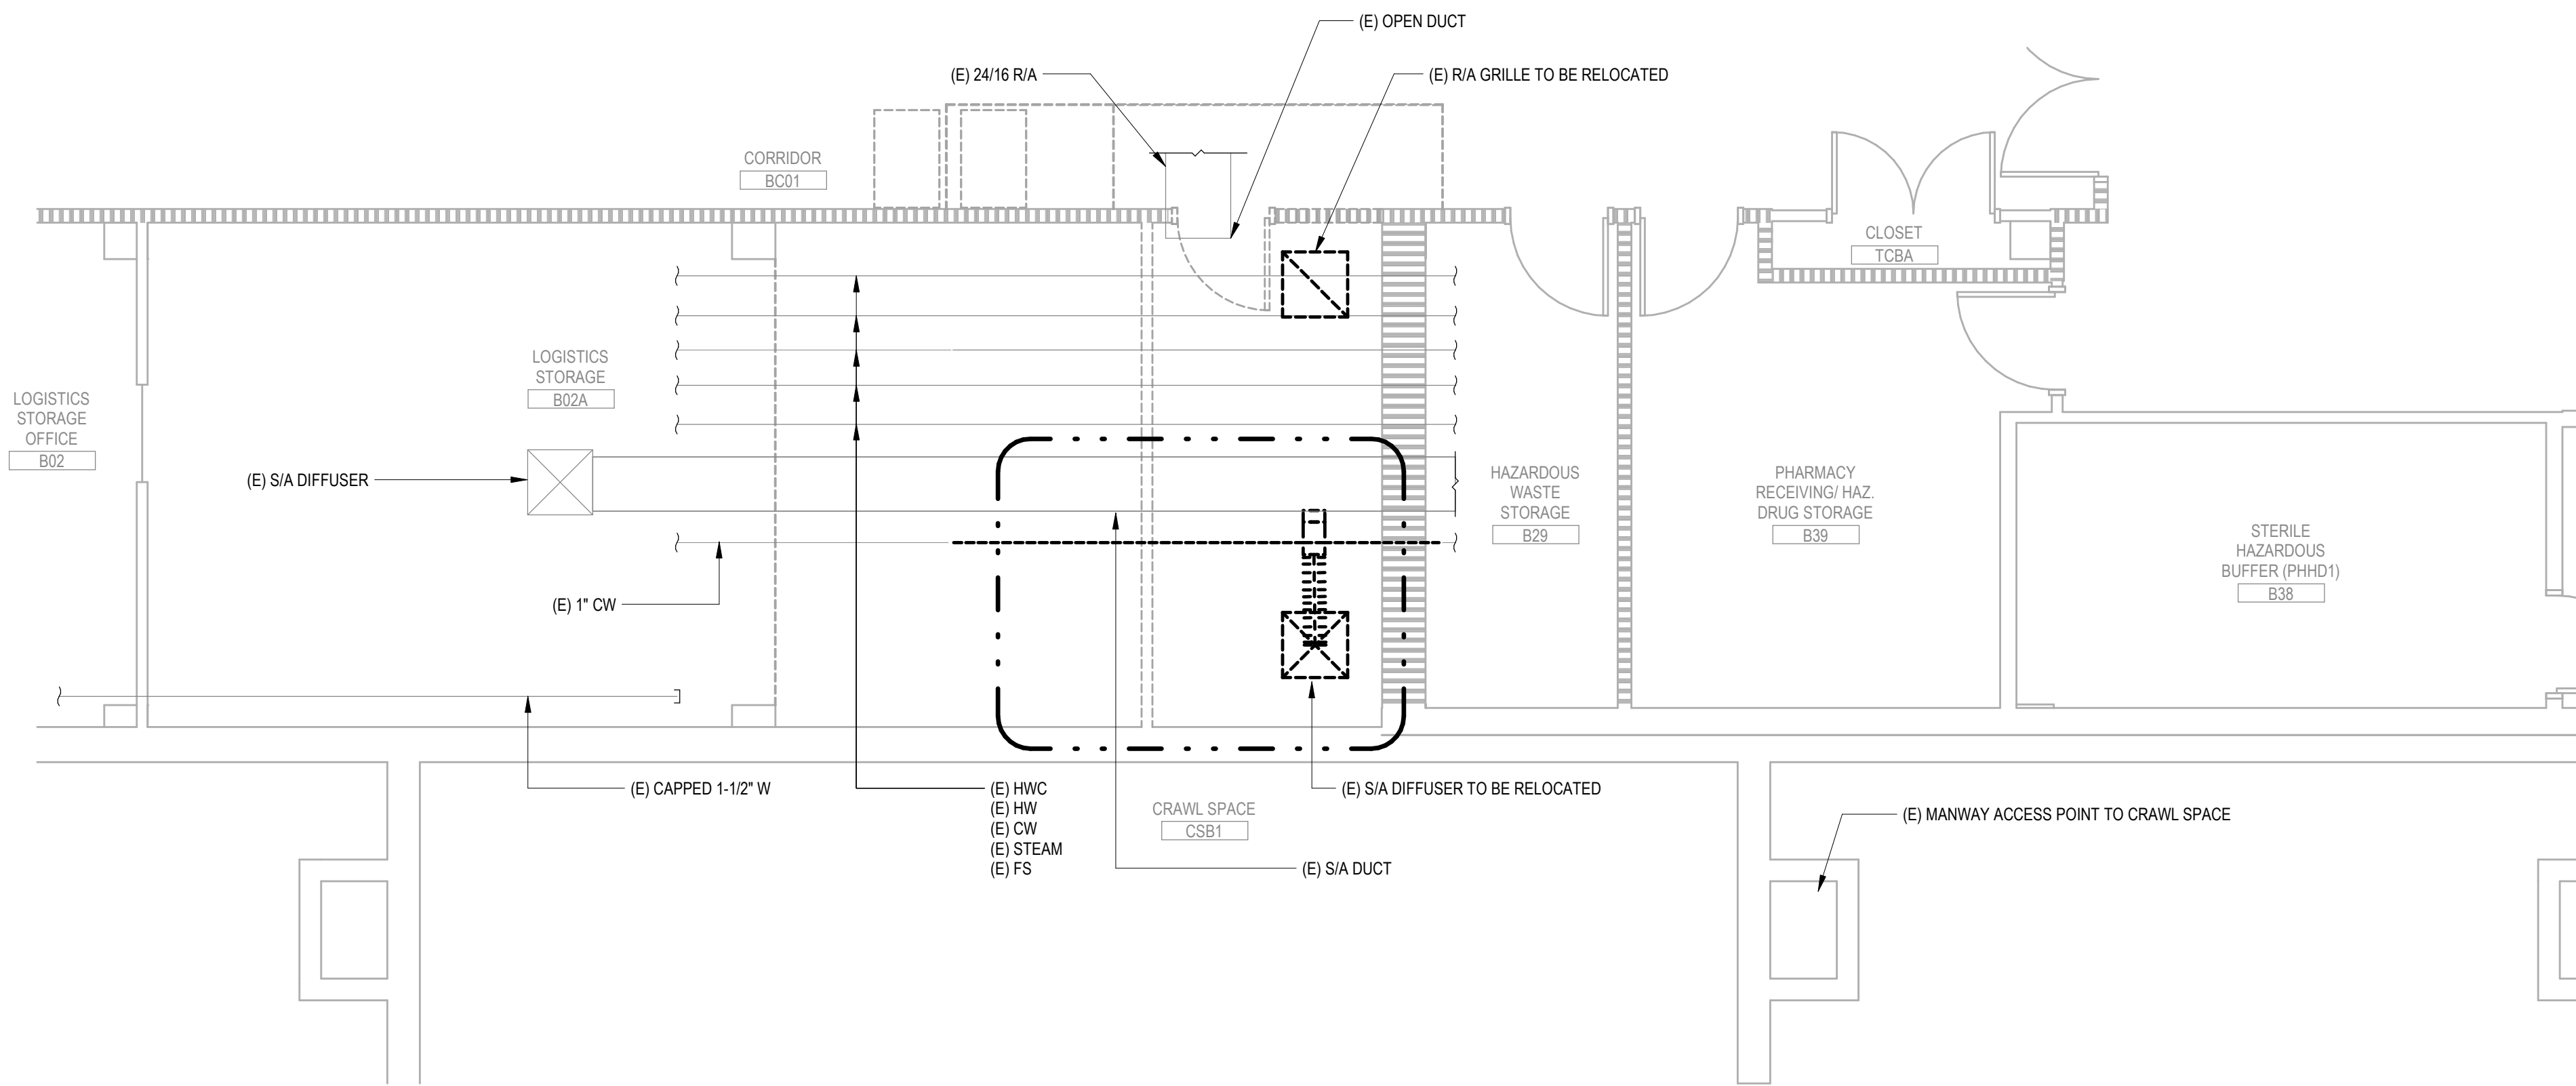 (E) OPEN DUCT
(E) 24/16 R/A
(E) R/A GRILLE TO BE RELOCATED
CORRIDOR
BC01
CLOSET
TCBA
LOGISTICS
STORAGE
B02A
LOGISTICS
STORAGE
OFFICE
B02
(E) S/A DIFFUSER
HAZARDOUS
WASTE
STORAGE
B29
PHARMACY
RECEIVING/ HAZ.
DRUG STORAGE
B39
STERILE
HAZARDOUS
BUFFER (PHHD1)
B38
(E) 1" CW
(E) CAPPED 1-1/2" W
(E) HWC
(E) HW
(E) CW
(E) STEAM
(E) FS
CRAWL SPACE
CSB1
(E) S/A DIFFUSER TO BE RELOCATED
(E) S/A DUCT
(E) MANWAY ACCESS POINT TO CRAWL SPACE